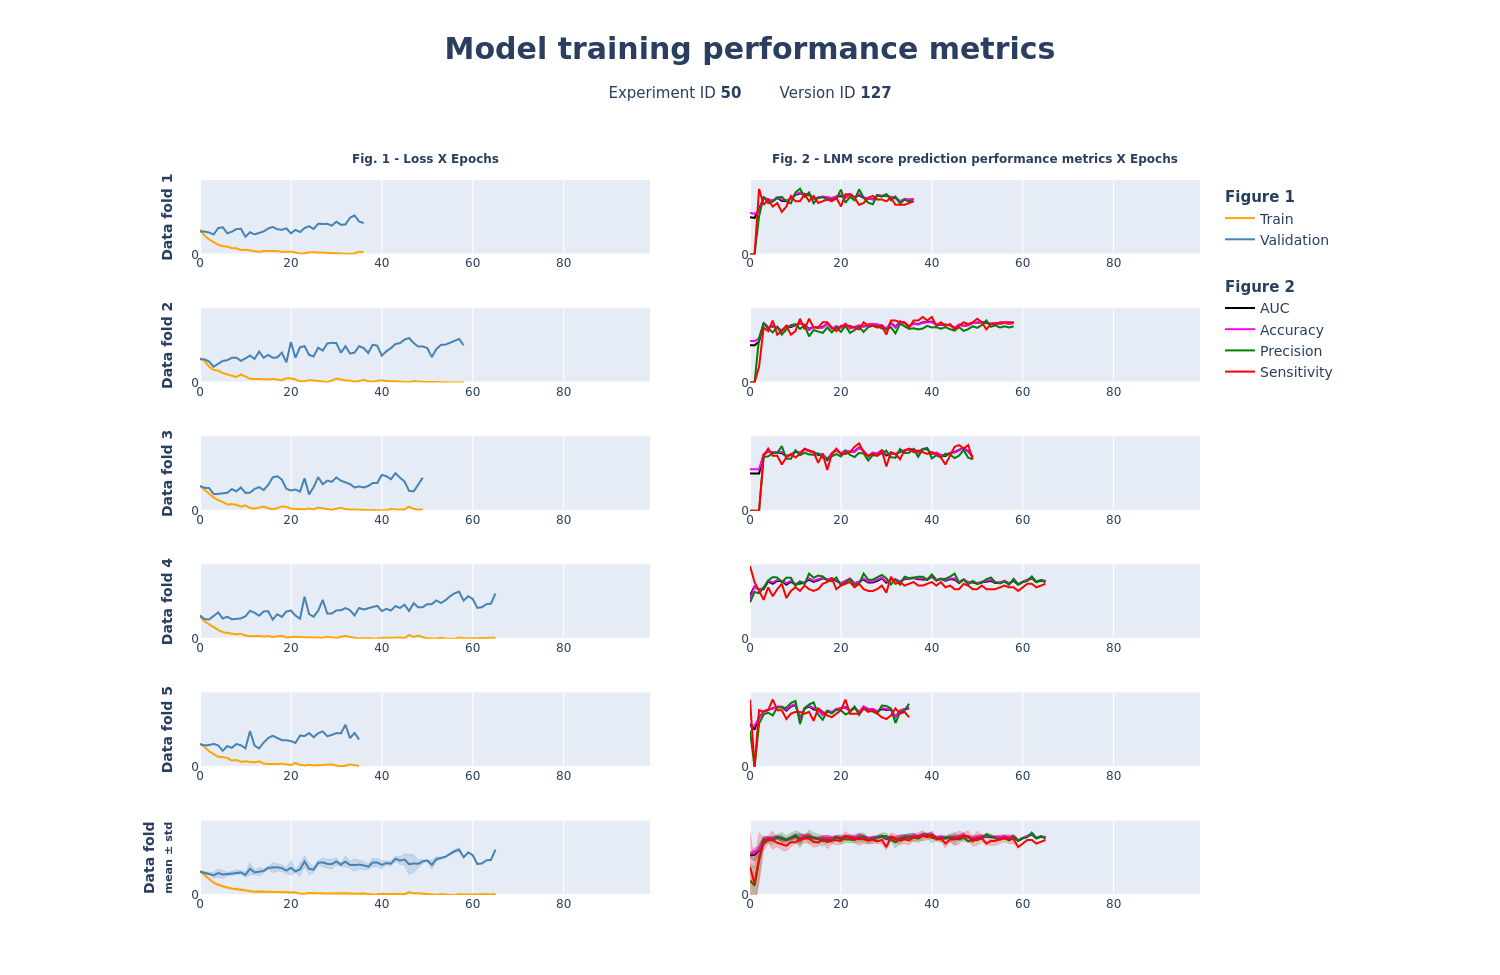 Model training performance metrics
Experiment ID 50 Version ID 127
Fig. 1 - Loss X Epochs
Fig. 2 - LNM score prediction performance metrics X Epochs
Data fold 1
0
0 20 40 60 80
0
0 20 40 60 80
Data fold 2
0
0 20 40 60 80
0
0 20 40 60 80
Data fold 3
0
0 20 40 60 80
0
0 20 40 60 80
Data fold 4
0
0 20 40 60 80
0
0 20 40 60 80
Data fold 5
0
0 20 40 60 80
0
0 20 40 60 80
Data fold
mean ± std
0
0 20 40 60 80
0
0 20 40 60 80
Figure 1
Train
Validation
Figure 2
AUC
Accuracy
Precision
Sensitivity